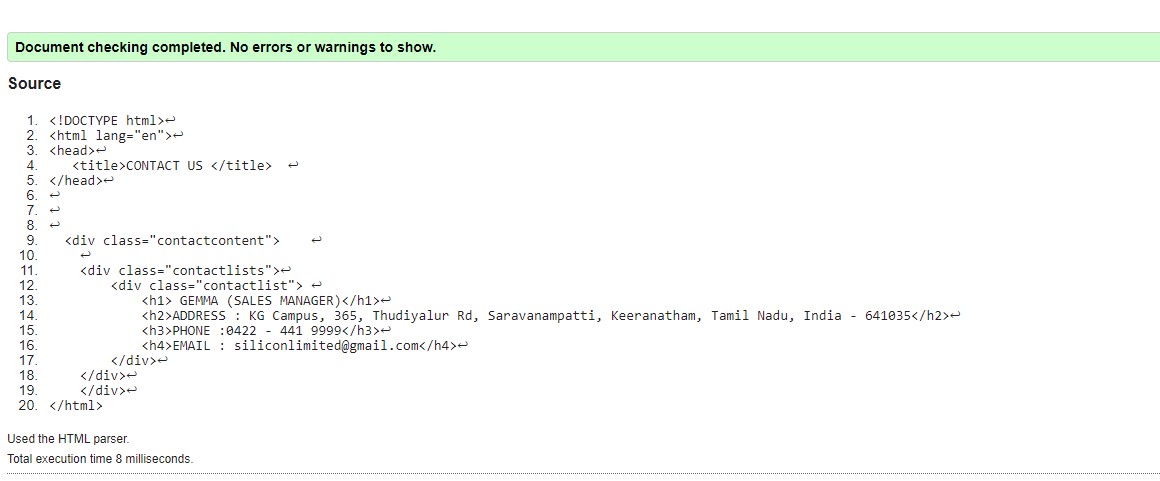 Document checking completed. No errors or warnings to show.
Source
1. <!DOCTYPE html>↩
2. <html lang="en">↩
3. <head>↩
4.    <title>CONTACT US </title>  ↩
5. </head>↩
6. ↩
7. ↩
8. ↩
9.   <div class="contactcontent">    ↩
10.     ↩
11.     <div class="contactlists">↩
12.         <div class="contactlist"> ↩
13.             <h1> GEMMA (SALES MANAGER)</h1>↩
14.             <h2>ADDRESS : KG Campus, 365, Thudiyalur Rd, Saravanampatti, Keeranatham, Tamil Nadu, India - 641035</h2>↩
15.             <h3>PHONE :0422 - 441 9999</h3>↩
16.             <h4>EMAIL : siliconlimited@gmail.com</h4>↩
17.         </div>↩
18.     </div>↩
19.     </div>↩
20. </html>
Used the HTML parser.
Total execution time 8 milliseconds.